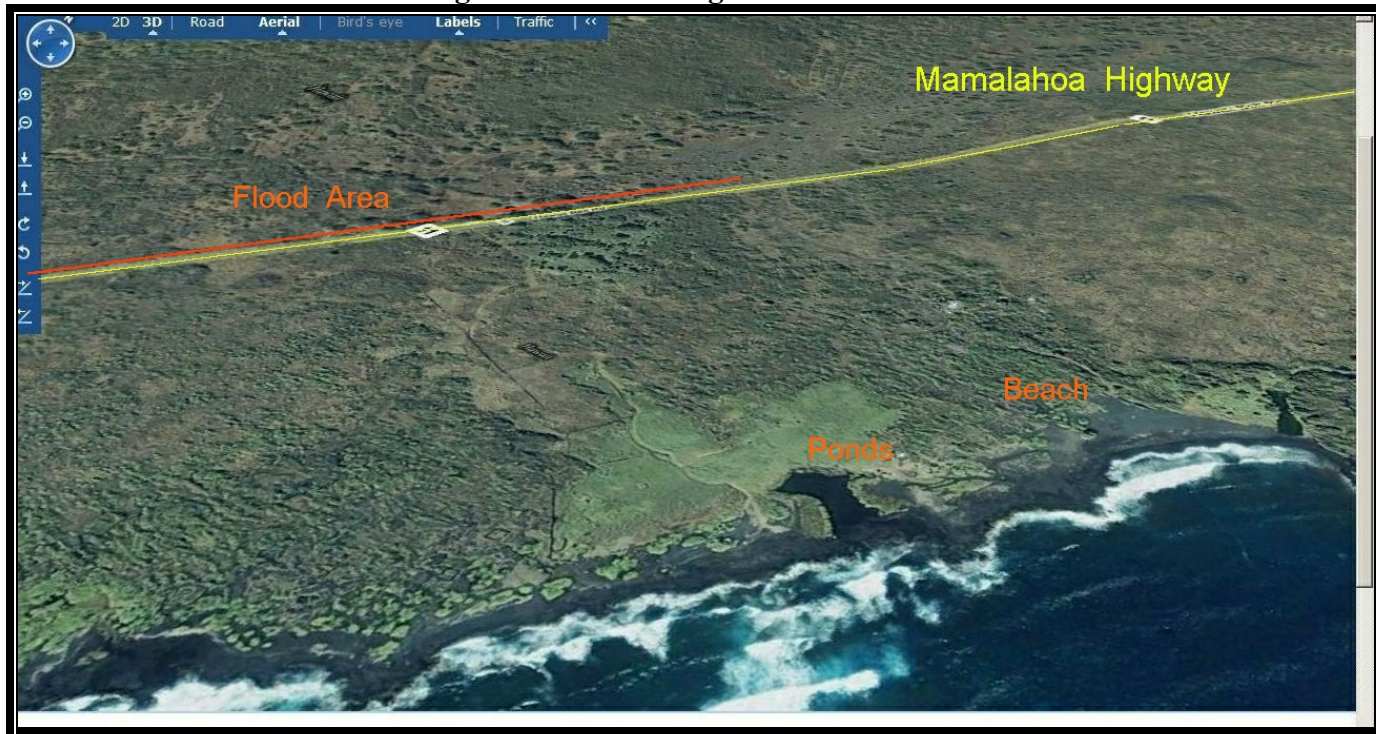 2D 3D Road Aerial Bird's eye Labels Traffic <<
Mamalahoa Highway
Flood Area
Beach
Ponds